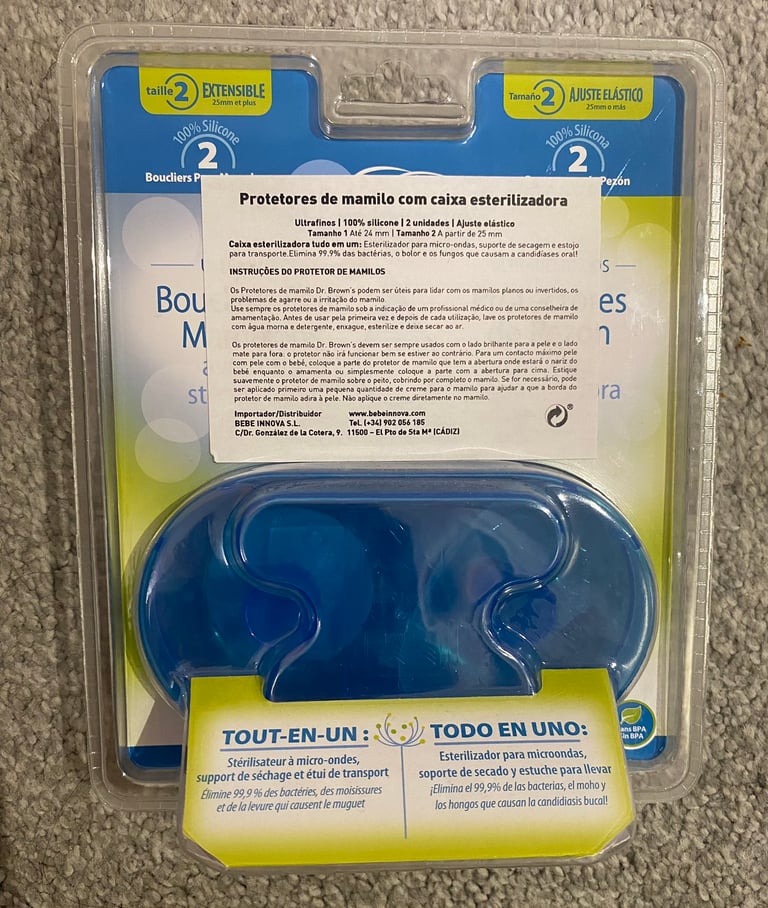 taille 2 EXTENSIBLE
25mm et plus
Tamaño 2 AJUSTE ELÁSTICO
25mm o más
100% Silicone
2
Boucliers
100% Silicona
2
Pezón
Protetores de mamilo com caixa esterilizadora
Ultrafinos | 100% silicone | 2 unidades | Ajuste elástico
Tamanho 1 Até 24 mm | Tamanho 2 A partir de 25 mm
Caixa esterilizadora tudo em um: Esterilizador para micro-ondas, suporte de secagem e estojo
para transporte.Elimina 99.9% das bactérias, o bolor e os fungos que causam a candidíases oral!
INSTRUÇÕES DO PROTETOR DE MAMILOS
Os Protetores de mamilo Dr. Brown's podem ser úteis para lidar com os mamilos planos ou invertidos, os
problemas de agarre ou a irritação do mamilo.
Use sempre os protetores de mamilo sob a indicação de um profissional médico ou de uma conselheira de
amamentação. Antes de usar pela primeira vez e depois de cada utilização, lave os protetores de mamilo
com água morna e detergente, enxague, esterilize e deixe secar ao ar.
Os protetores de mamilo Dr. Brown's devem ser sempre usados com o lado brilhante para a pele e o lado
mate para fora: o protetor não irá funcionar bem se estiver ao contrário. Para um contacto máximo pele
com pele com o bebé, coloque a parte do protetor de mamilo que tem a abertura onde estará o nariz do
bebé enquanto o amamenta ou simplesmente coloque a parte com a abertura para cima. Estique
suavemente o protetor de mamilo sobre o peito, cobrindo por completo o mamilo. Se for necessário, pode
ser aplicado primeiro uma pequena quantidade de creme para o mamilo para ajudar a que a borda do
protetor de mamilo adira à pele. Não aplique o creme diretamente no mamilo.
Importador/Distribuidor www.bebeinnova.com
BEBE INNOVA S.L. Tel. (+34) 902 056 185
C/Dr. González de la Cotera, 9. 11500 – El Pto de Sta Mª (CÁDIZ)
Bou
es
M
n
st
ora
TOUT-EN-UN :
Stérilisateur à micro-ondes,
support de séchage et étui de transport
Élimine 99,9 % des bactéries, des moisissures
et de la levure qui causent le muguet
TODO EN UNO:
Esterilizador para microondas,
soporte de secado y estuche para llevar
¡Elimina el 99,9% de las bacterias, el moho y
los hongos que causan la candidiasis bucal!
ans BPA
in BPA